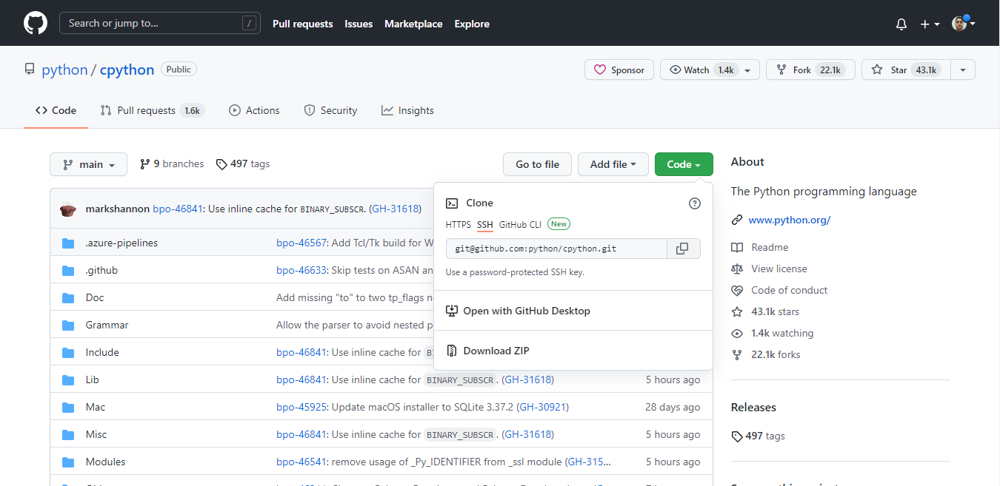 Search or jump to... / Pull requests Issues Marketplace Explore
python / cpython Public Sponsor Watch 1.4k Fork 22.1k Star 43.1k
Code Pull requests 1.6k Actions Security Insights
main 9 branches 497 tags Go to file Add file Code
About
The Python programming language
www.python.org/
Readme
View license
Code of conduct
43.1k stars
1.4k watching
22.1k forks
Releases
497 tags
Clone
HTTPS SSH GitHub CLI New
git@github.com:python/cpython.git
Use a password-protected SSH key.
Open with GitHub Desktop
Download ZIP
markshannon bpo-46841: Use inline cache for BINARY_SUBSCR. (GH-31618)
.azure-pipelines bpo-46567: Add Tcl/Tk build for
.github bpo-46633: Skip tests on ASAN
Doc Add missing "to" to two tp_flags
Grammar Allow the parser to avoid nested
Include bpo-46841: Use inline cache for
Lib bpo-46841: Use inline cache for BINARY_SUBSCR. (GH-31618) 5 hours ago
Mac bpo-45925: Update macOS installer to SQLite 3.37.2 (GH-30921) 28 days ago
Misc bpo-46841: Use inline cache for BINARY_SUBSCR. (GH-31618) 5 hours ago
Modules bpo-46541: remove usage of _Py_IDENTIFIER from _ssl module (GH-315... 5 hours ago